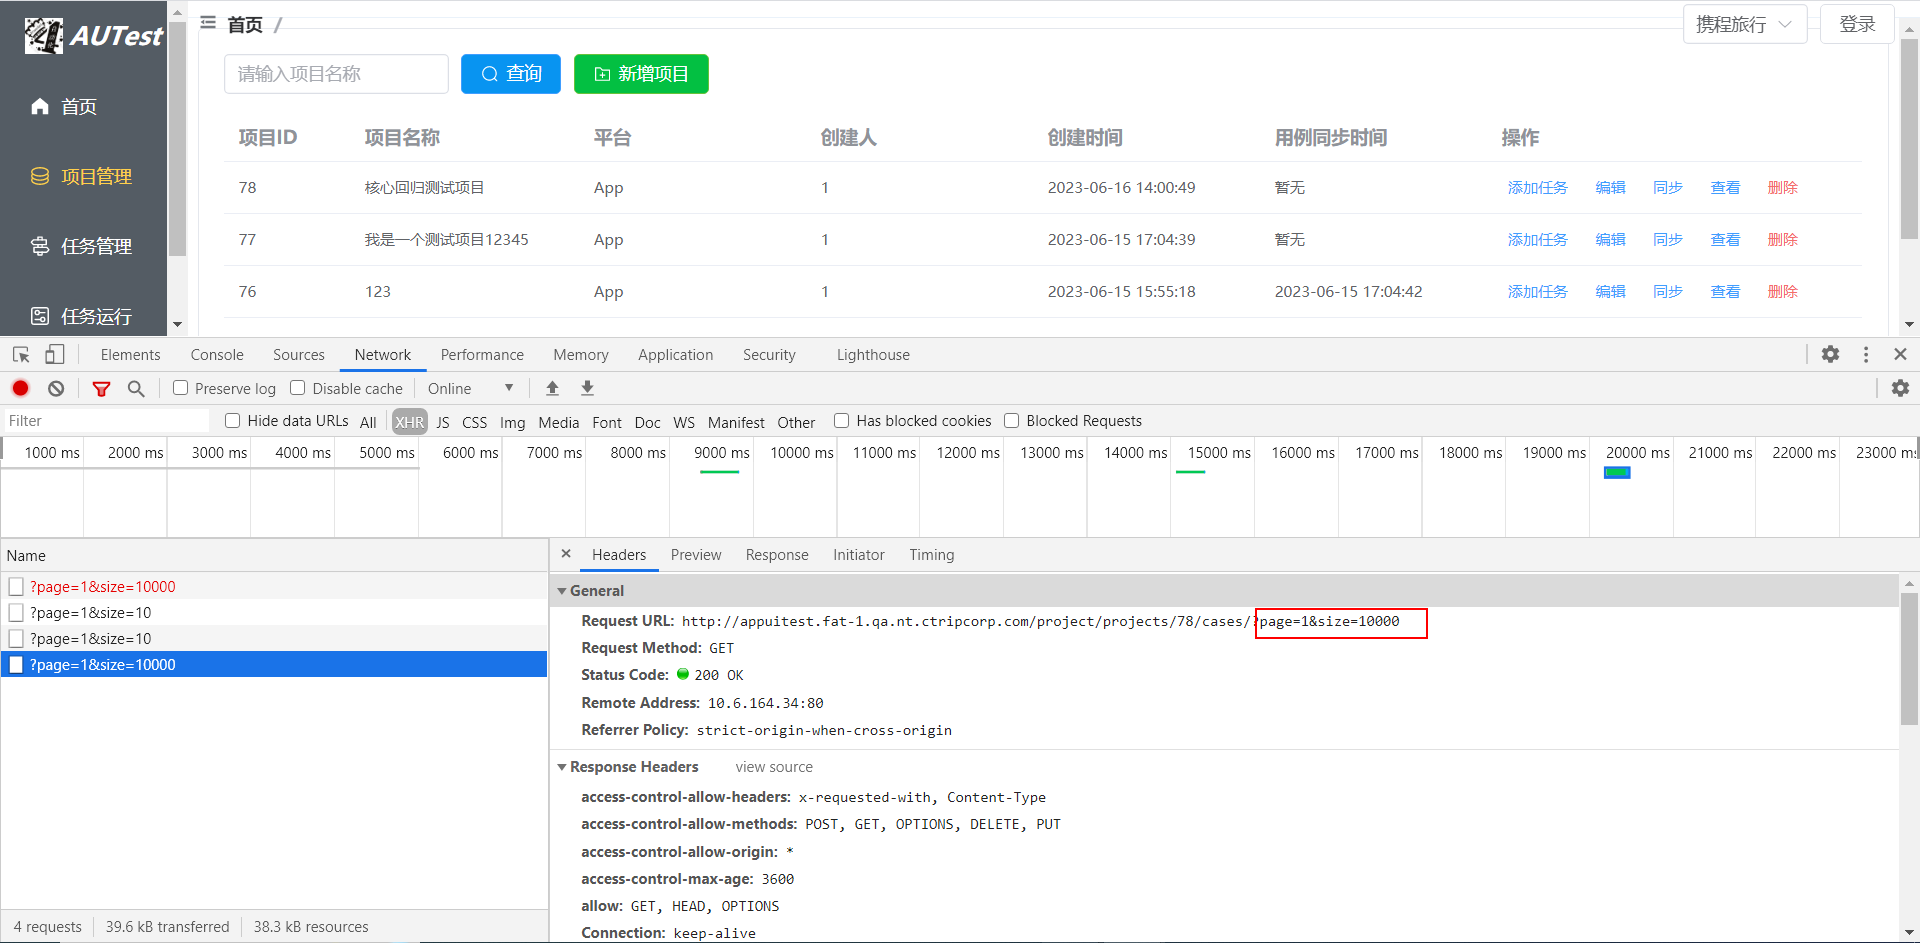 AUTest
首页 /
携程旅行
登录
首页
项目管理
任务管理
任务运行
请输入项目名称
查询
新增项目
项目ID 项目名称 平台 创建人 创建时间 用例同步时间 操作
78 核心回归测试项目 App 1 2023-06-16 14:00:49 暂无 添加任务 编辑 同步 查看 删除
77 我是一个测试项目12345 App 1 2023-06-15 17:04:39 暂无 添加任务 编辑 同步 查看 删除
76 123 App 1 2023-06-15 15:55:18 2023-06-15 17:04:42 添加任务 编辑 同步 查看 删除
Elements Console Sources Network Performance Memory Application Security Lighthouse
Preserve log Disable cache Online
Filter Hide data URLs All XHR JS CSS Img Media Font Doc WS Manifest Other Has blocked cookies Blocked Requests
1000 ms 2000 ms 3000 ms 4000 ms 5000 ms 6000 ms 7000 ms 8000 ms 9000 ms 10000 ms 11000 ms 12000 ms 13000 ms 14000 ms 15000 ms 16000 ms 17000 ms 18000 ms 19000 ms 20000 ms 21000 ms 22000 ms 23000 ms
Name
?page=1&size=10000
?page=1&size=10
?page=1&size=10
?page=1&size=10000
4 requests 39.6 kB transferred 38.3 kB resources
Headers Preview Response Initiator Timing
General
Request URL: http://appuitest.fat-1.qa.nt.ctripcorp.com/project/projects/78/cases/?page=1&size=10000
Request Method: GET
Status Code: 200 OK
Remote Address: 10.6.164.34:80
Referrer Policy: strict-origin-when-cross-origin
Response Headers view source
access-control-allow-headers: x-requested-with, Content-Type
access-control-allow-methods: POST, GET, OPTIONS, DELETE, PUT
access-control-allow-origin: *
access-control-max-age: 3600
allow: GET, HEAD, OPTIONS
Connection: keep-alive